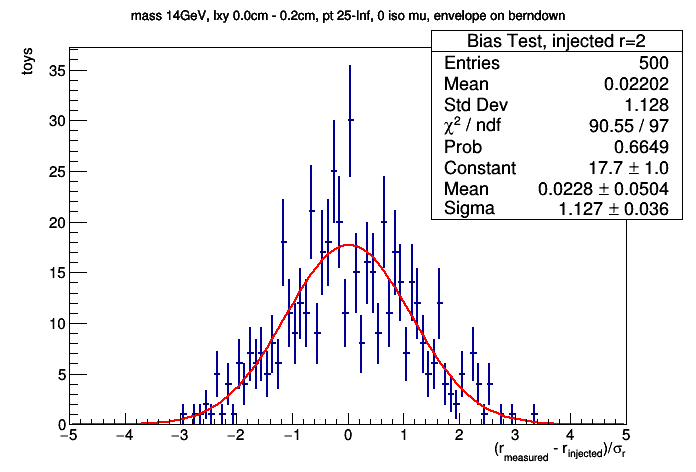 mass 14GeV, lxy 0.0cm - 0.2cm, pt 25-Inf, 0 iso mu, envelope on berndown
toys
Bias Test, injected r=2
Entries 500
Mean 0.02202
Std Dev 1.128
χ² / ndf 90.55 / 97
Prob 0.6649
Constant 17.7 ± 1.0
Mean 0.0228 ± 0.0504
Sigma 1.127 ± 0.036
35
30
25
20
15
10
5
0
−5 −4 −3 −2 −1 0 1 2 3 4 5
(r_measured - r_injected)/σ_r